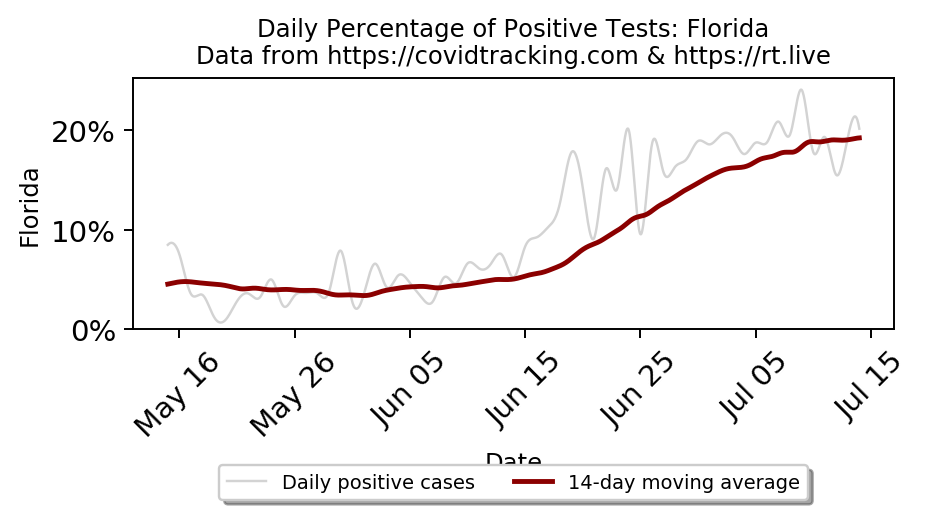 Daily Percentage of Positive Tests: Florida
Data from https://covidtracking.com & https://rt.live
Florida
20%
10%
0%
May 16
May 26
Jun 05
Jun 15
Jun 25
Jul 05
Jul 15
Date
Daily positive cases
14-day moving average